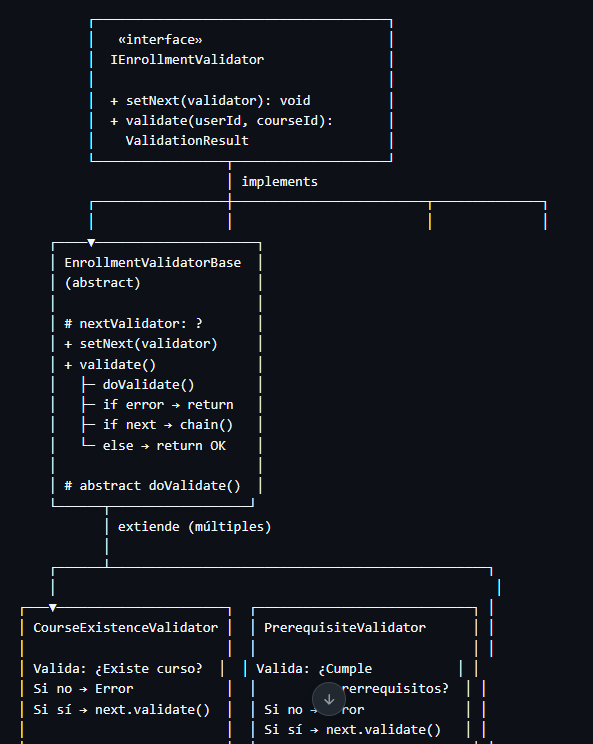 «interface»
IEnrollmentValidator
+ setNext(validator): void
+ validate(userId, courseId):
ValidationResult
implements
EnrollmentValidatorBase
(abstract)
# nextValidator: ?
+ setNext(validator)
+ validate()
├─ doValidate()
├─ if error → return
├─ if next → chain()
└─ else → return OK
# abstract doValidate()
extiende (múltiples)
CourseExistenceValidator
Valida: ¿Existe curso?
Si no → Error
Si sí → next.validate()
PrerequisiteValidator
Valida: ¿Cumple
Si no →
Si sí → next.validate()